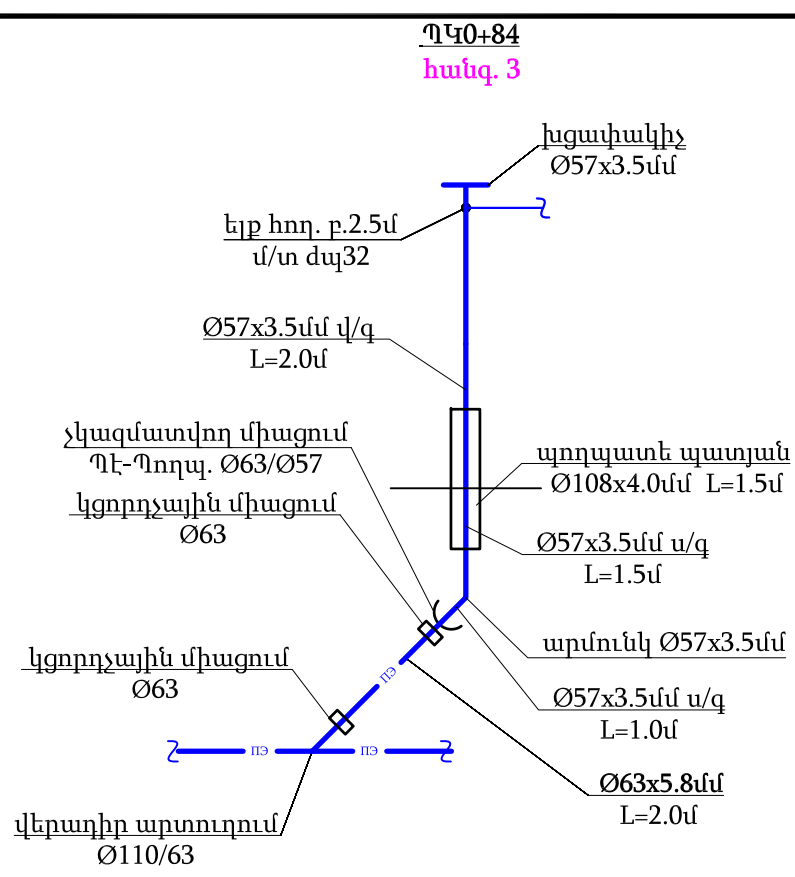 ՊԿ0+84
հանգ. 3
խցափակիչ
Ø57x3.5մմ
ելք հող. բ.2.5մ
մ/տ ժպ32
Ø57x3.5մմ վ/գ
L=2.0մ
չկազմատվող միացում
Պէ-Պողպ. Ø63/Ø57
կցորդչային միացում
Ø63
պողպատե պատյան
Ø108x4.0մմ L=1.5մ
Ø57x3.5մմ ս/գ
L=1.5մ
արմունկ Ø57x3.5մմ
կցորդչային միացում
Ø63
ПЭ
Ø57x3.5մմ ս/գ
L=1.0մ
ПЭ ПЭ
Ø63x5.8մմ
L=2.0մ
վերադիր արտուղում
Ø110/63